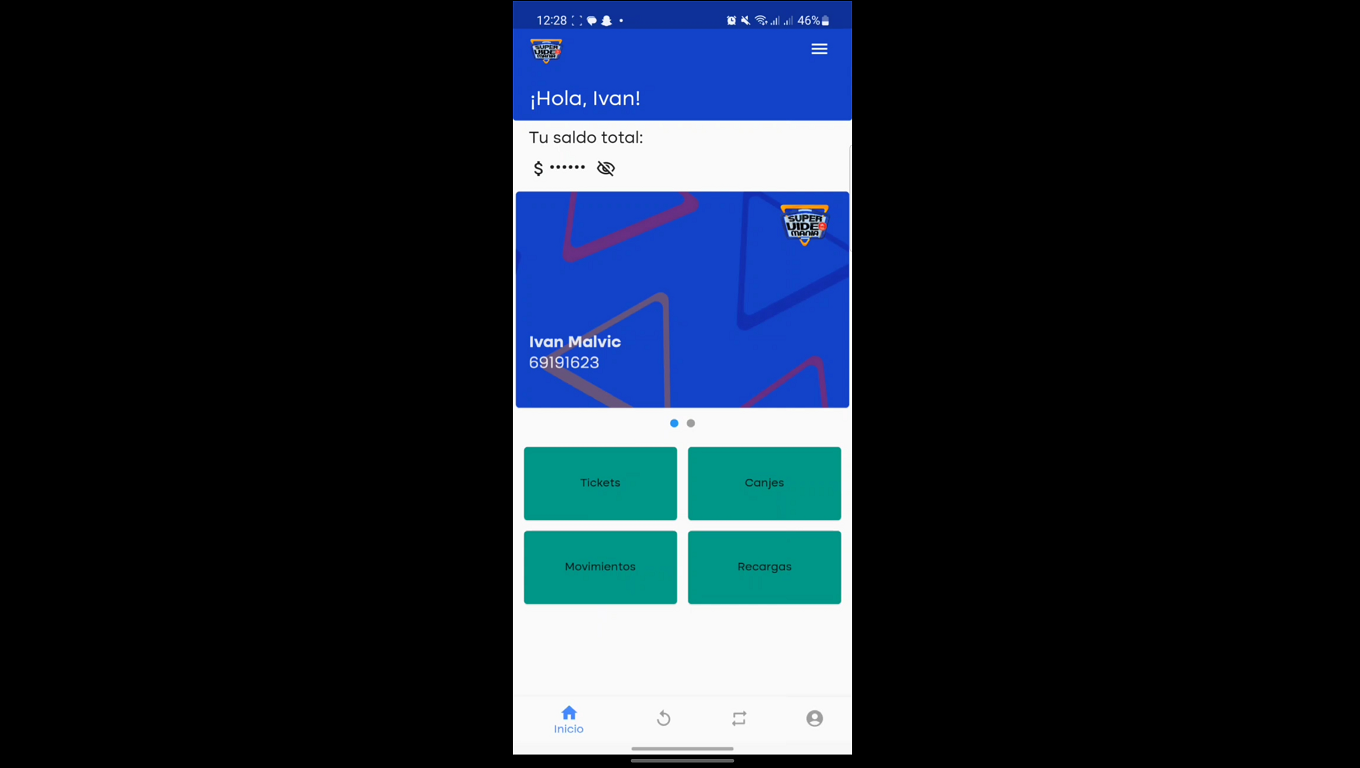 12:28
46%
SUPER
VIDEO
MANIA
¡Hola, Ivan!
Tu saldo total:
$ ••••••
SUPER
VIDEO
MANIA
Ivan Malvic
69191623
Tickets
Canjes
Movimientos
Recargas
Inicio